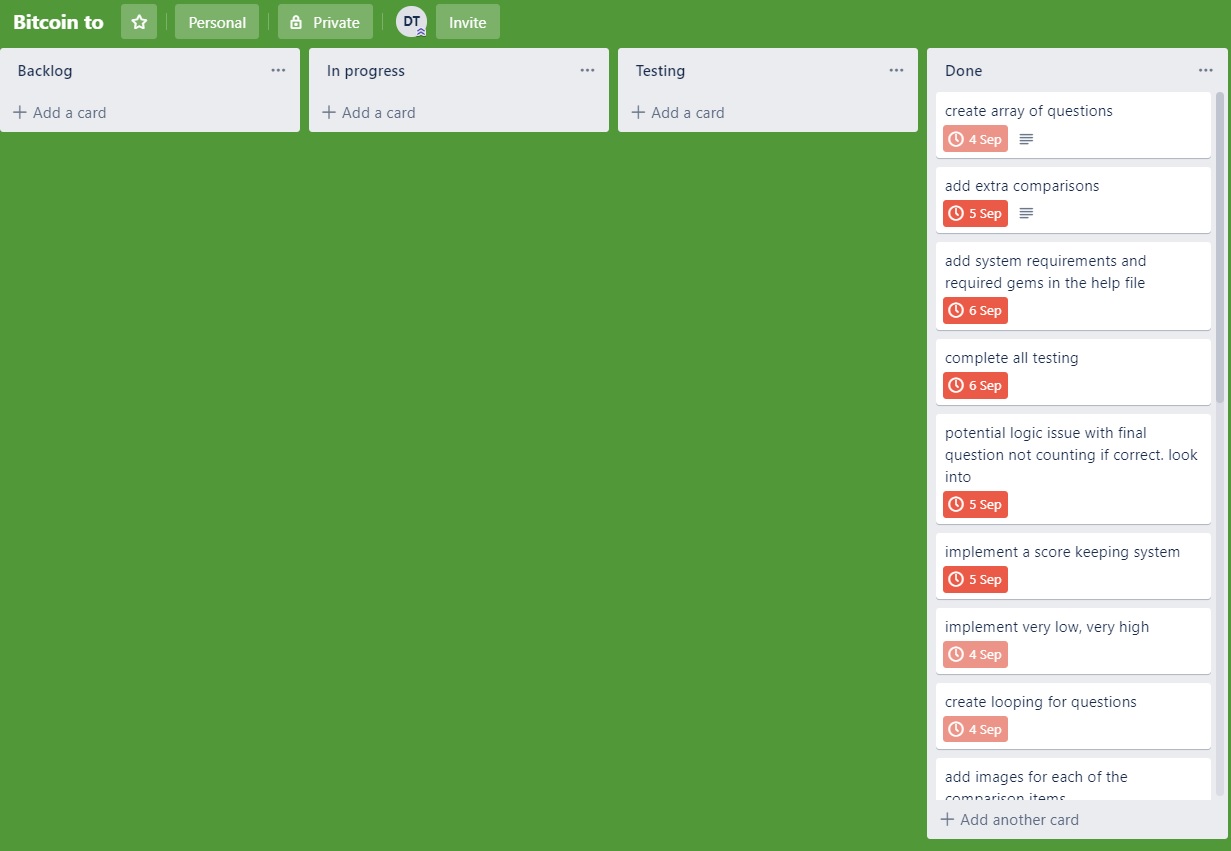 Bitcoin to
Personal
Private
DT
Invite
Backlog
Add a card
In progress
Add a card
Testing
Add a card
Done
create array of questions
4 Sep
add extra comparisons
5 Sep
add system requirements and
required gems in the help file
6 Sep
complete all testing
6 Sep
potential logic issue with final
question not counting if correct. look
into
5 Sep
implement a score keeping system
5 Sep
implement very low, very high
4 Sep
create looping for questions
4 Sep
add images for each of the
comparison items
Add another card